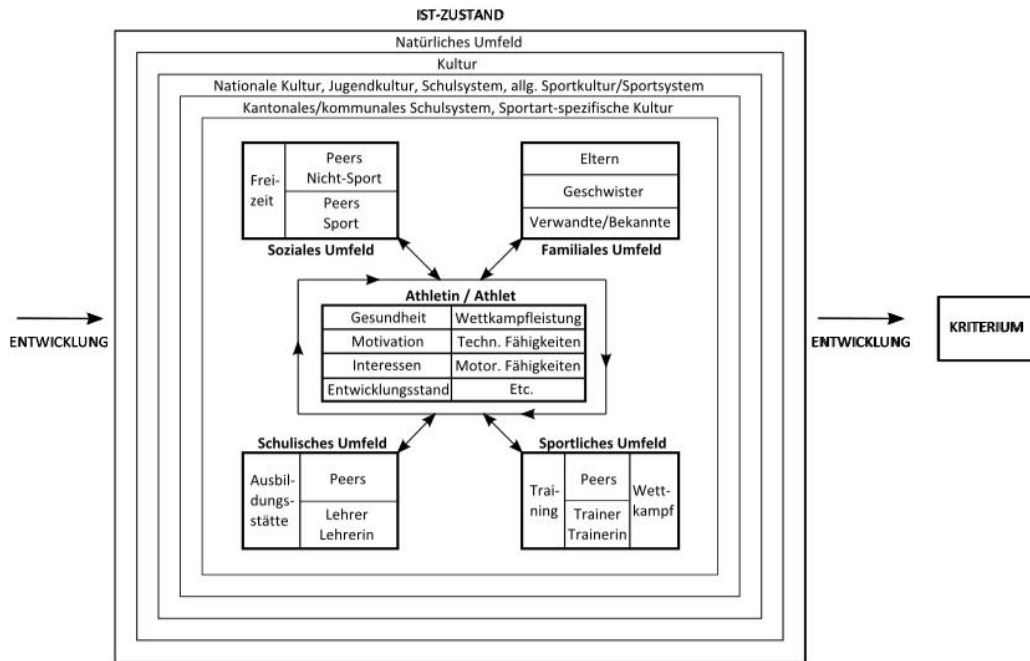 IST-ZUSTAND
Natürliches Umfeld
Kultur
Nationale Kultur, Jugendkultur, Schulsystem, allg. Sportkultur/Sportsystem
Kantonales/kommunales Schulsystem, Sportart-spezifische Kultur
Frei-
zeit
Peers
Nicht-Sport
Peers
Sport
Soziales Umfeld
Eltern
Geschwister
Verwandte/Bekannte
Familiales Umfeld
ENTWICKLUNG
Athletin / Athlet
Gesundheit
Wettkampfleistung
Motivation
Techn. Fähigkeiten
Interessen
Motor. Fähigkeiten
Entwicklungsstand
Etc.
ENTWICKLUNG
KRITERIUM
Schulisches Umfeld
Ausbil-
dungs-
stätte
Peers
Lehrer
Lehrerin
Sportliches Umfeld
Trai-
ning
Peers
Trainer
Trainerin
Wett-
kampf